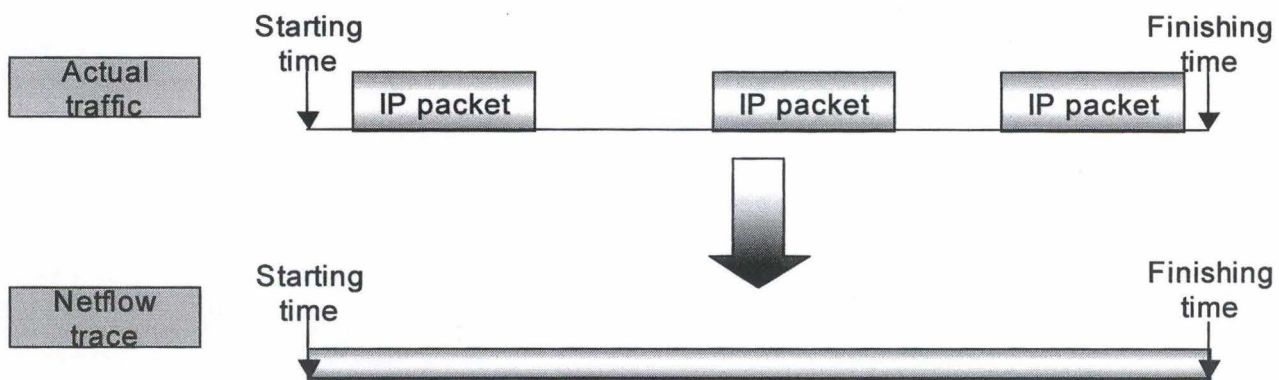 Starting
time
Finishing
time
Actual
traffic
IP packet
IP packet
IP packet
Starting
time
Finishing
time
Netflow
trace